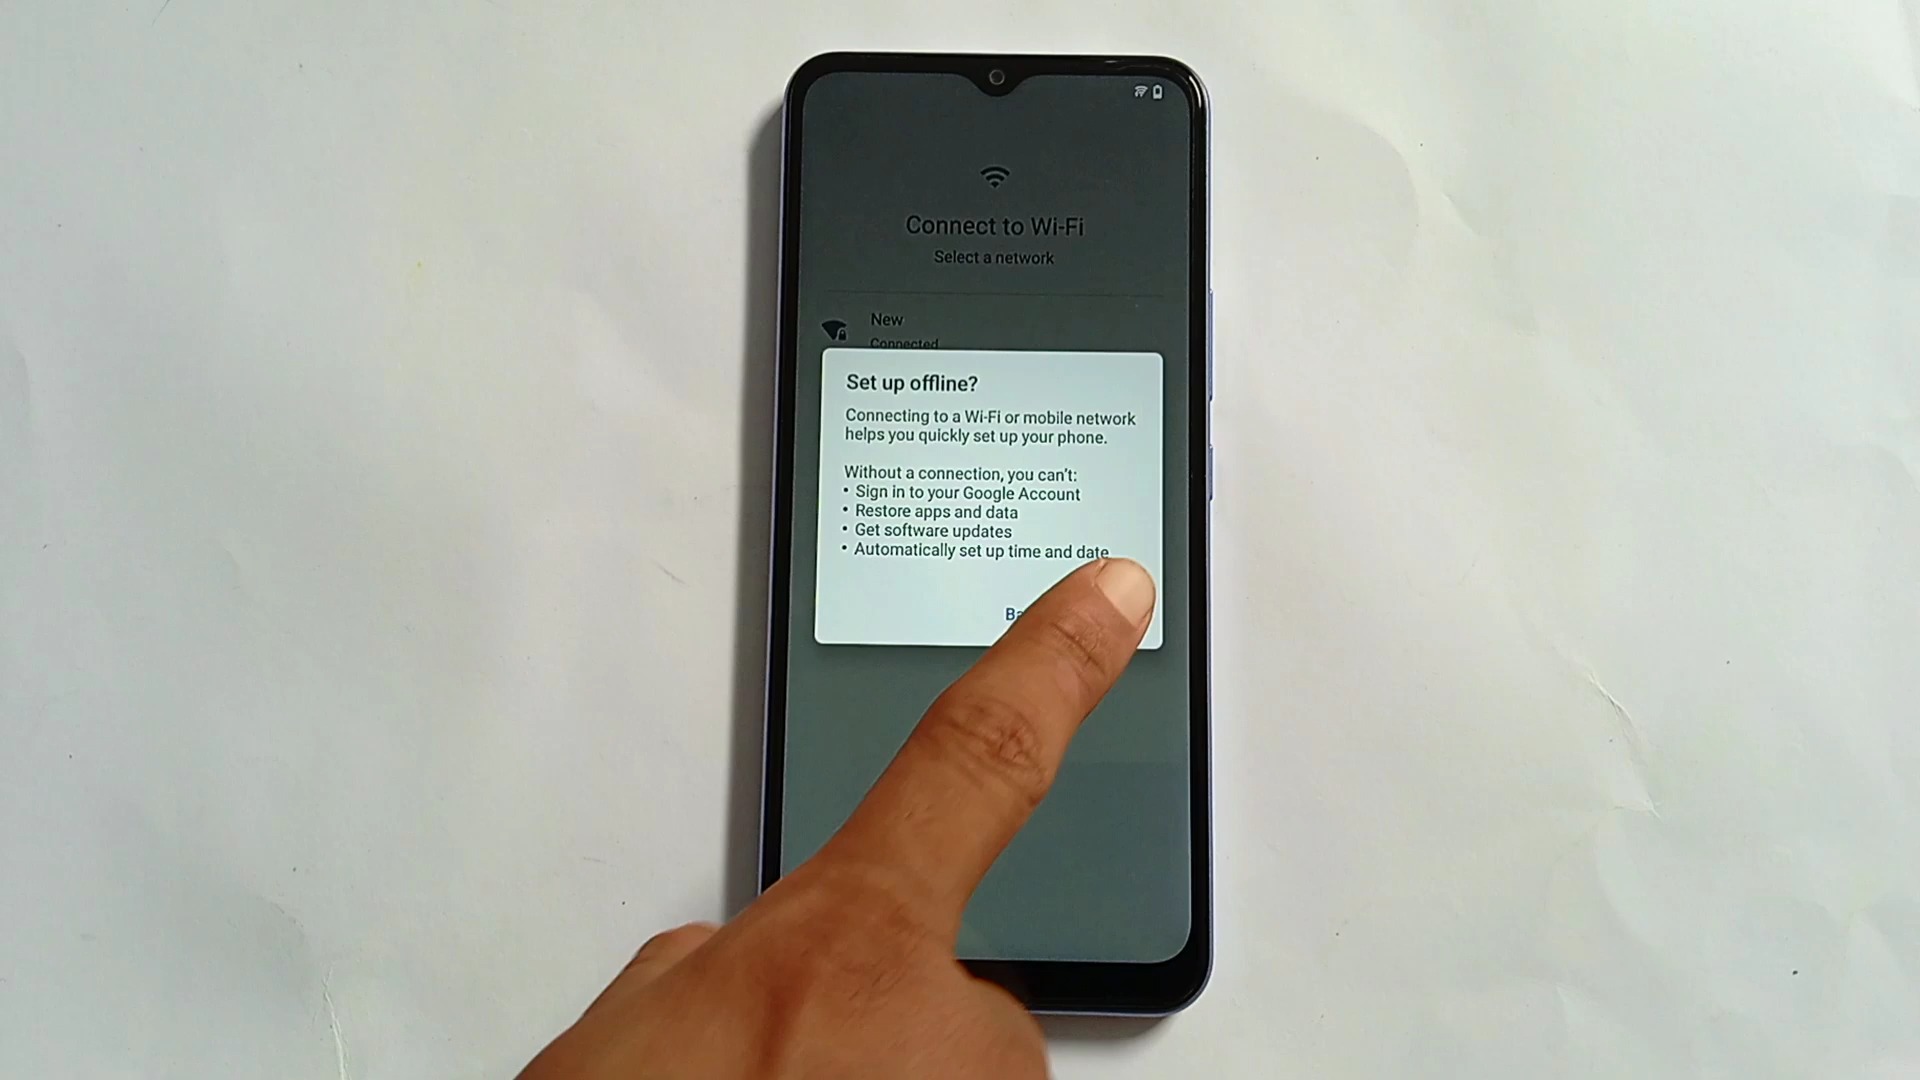 Connect to Wi-Fi
Select a network
New
Connected
Set up offline?
Connecting to a Wi-Fi or mobile network
helps you quickly set up your phone.
Without a connection, you can't:
• Sign in to your Google Account
• Restore apps and data
• Get software updates
• Automatically set up time and date